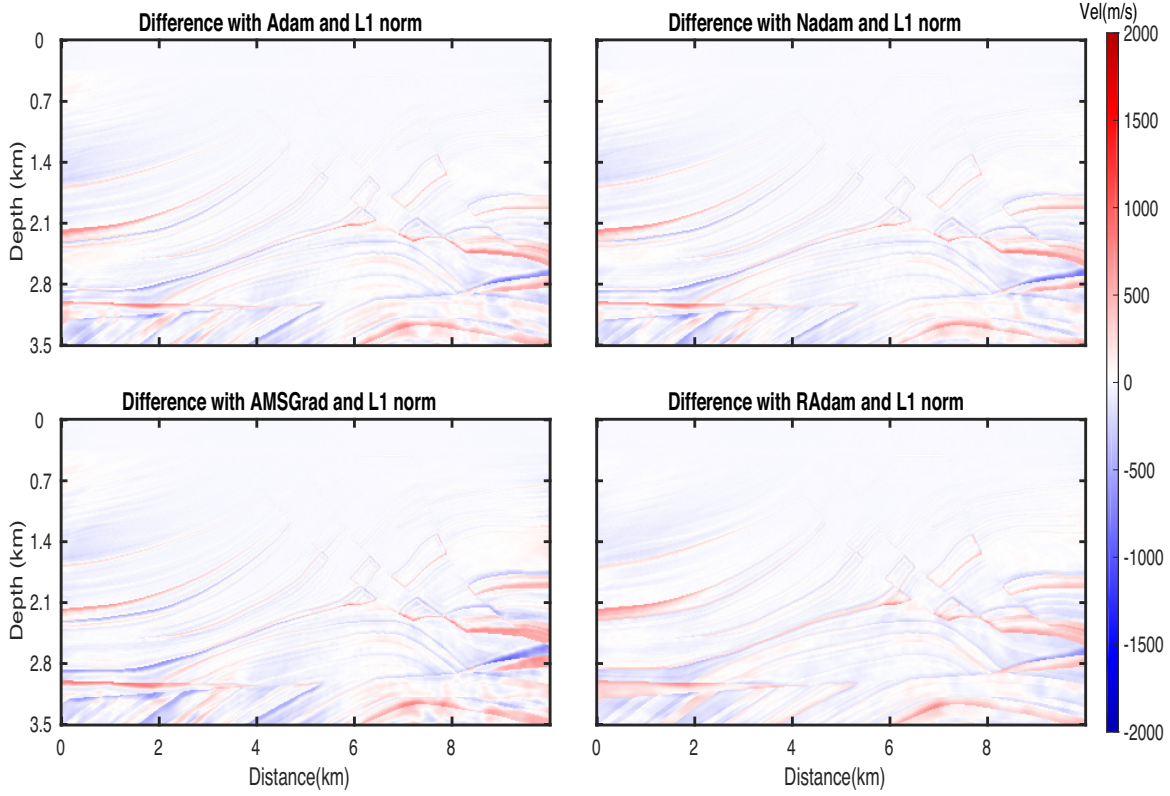 Difference with Adam and L1 norm
Difference with Nadam and L1 norm
Vel(m/s)
0
0.7
1.4
2.1
2.8
3.5
Depth (km)
2000
1500
1000
500
0
-500
-1000
-1500
-2000
Difference with AMSGrad and L1 norm
Difference with RAdam and L1 norm
0
0.7
1.4
2.1
2.8
3.5
Depth (km)
0 2 4 6 8
Distance(km)
0 2 4 6 8
Distance(km)